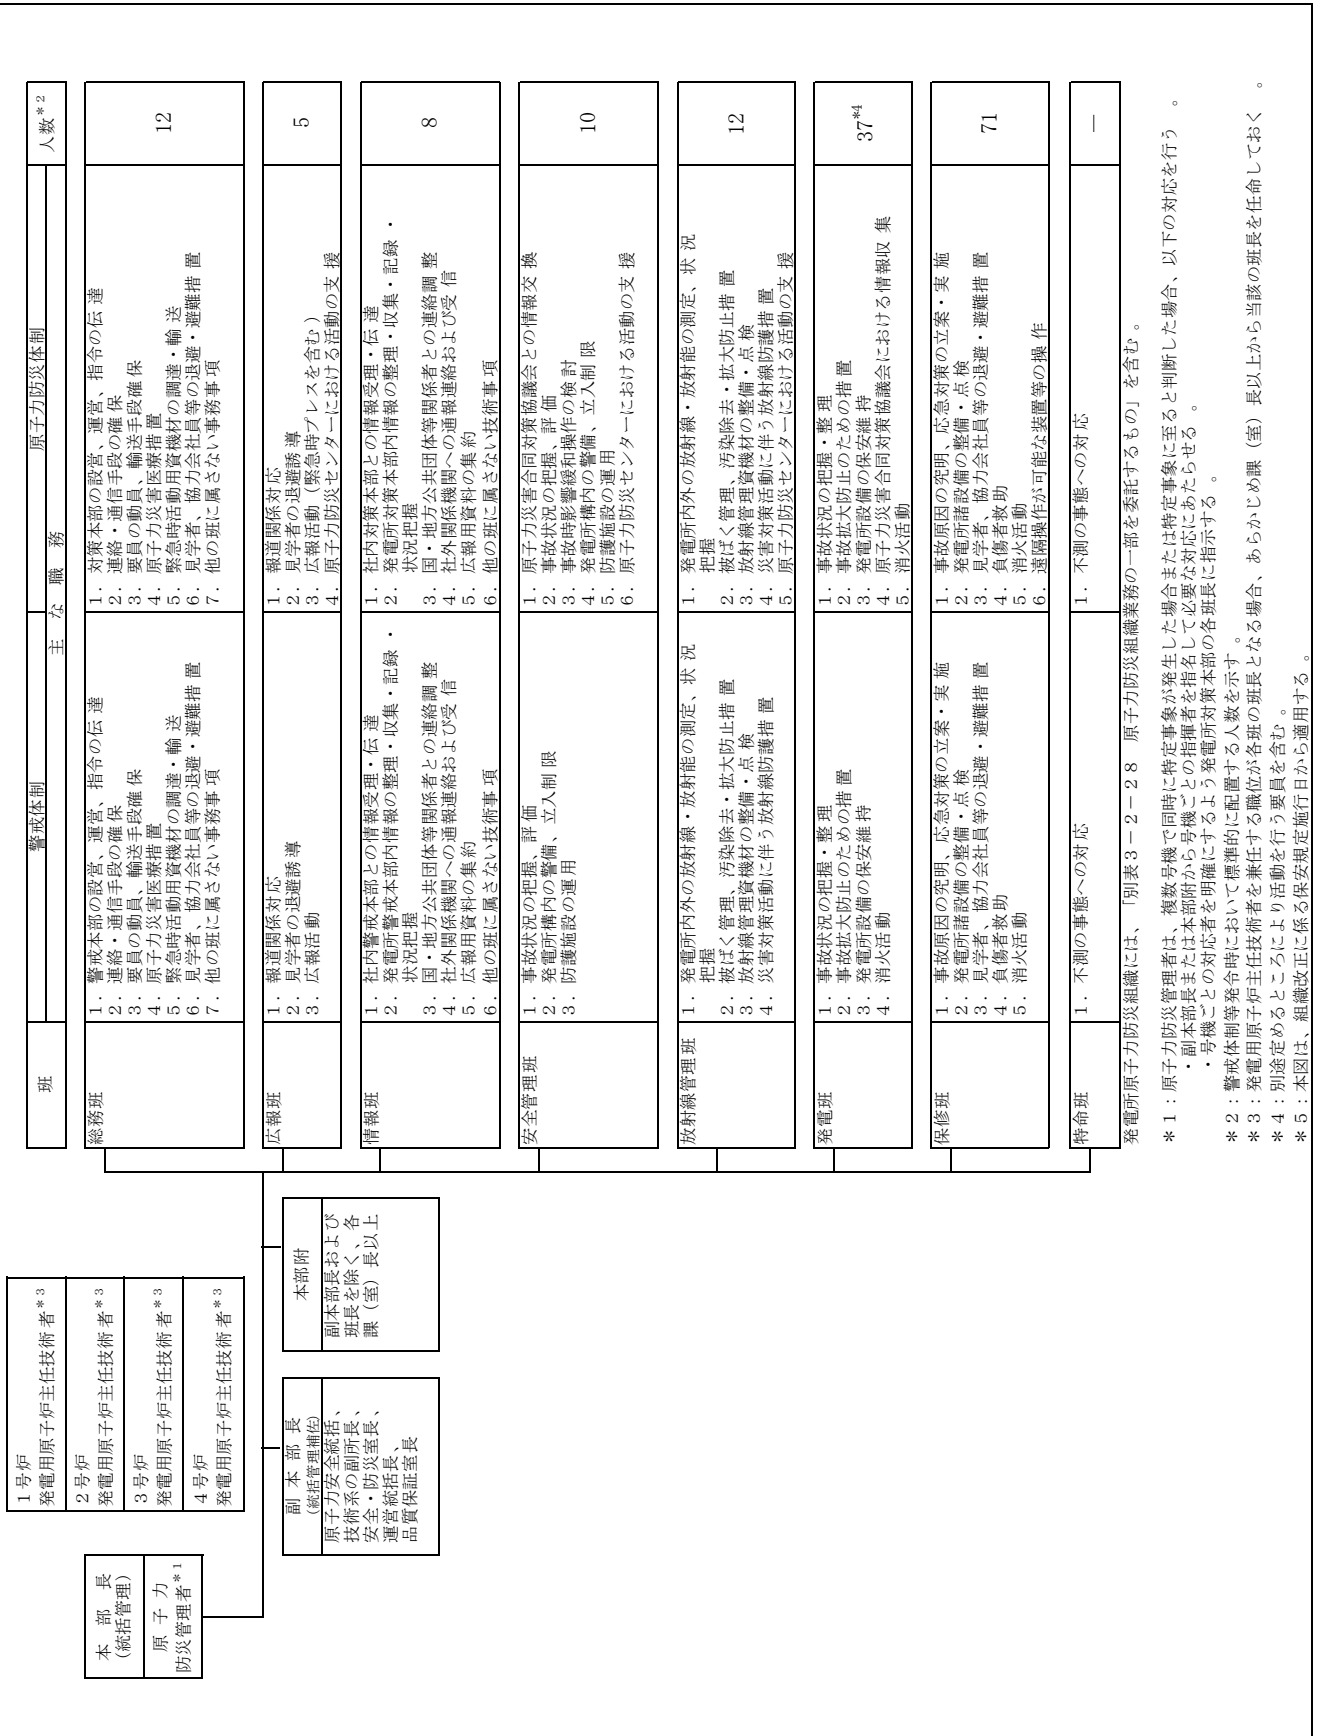 本 部 長
（統括管理）
原 子 力
防災管理者＊１
１号炉
発電用原子炉主任技術者＊３
２号炉
発電用原子炉主任技術者＊３
３号炉
発電用原子炉主任技術者＊３
４号炉
発電用原子炉主任技術者＊３
副 本 部 長
（統括管理補佐）
原子力安全統括、
技術系の副所長、
安全・防災室長、
運営統括長、
品質保証室長
本部附
副本部長および
班長を除く、各
課（室）長以上
班
警戒体制
原子力防災体制
人数＊２
主 な 職 務
総務班
１．警戒本部の設営、運営、指令の伝達
２．連絡・通信手段の確保
３．要員の動員、輸送手段確保
４．原子力災害医療措置
５．緊急時活動用資機材の調達・輸送
６．見学者、協力会社員等の退避・避難措置
７．他の班に属さない事務事項
１．対策本部の設営、運営、指令の伝達
２．連絡・通信手段の確保
３．要員の動員、輸送手段確保
４．原子力災害医療措置
５．緊急時活動用資機材の調達・輸送
６．見学者、協力会社員等の退避・避難措置
７．他の班に属さない事務事項
12
広報班
１．報道関係対応
２．見学者の退避誘導
３．広報活動
１．報道関係対応
２．見学者の退避誘導
３．広報活動（緊急時プレスを含む）
４．原子力防災センターにおける活動の支援
5
情報班
１．社内警戒本部との情報受理・伝達
２．発電所警戒本部内情報の整理・収集・記録・
状況把握
３．国・地方公共団体等関係者との連絡調整
４．社外関係機関への通報連絡および受信
５．広報用資料の集約
６．他の班に属さない技術事項
１．社内対策本部との情報受理・伝達
２．発電所対策本部内情報の整理・収集・記録・
状況把握
３．国・地方公共団体等関係者との連絡調整
４．社外関係機関への通報連絡および受信
５．広報用資料の集約
６．他の班に属さない技術事項
8
安全管理班
１．事故状況の把握、評価
２．発電所構内の警備、立入制限
３．防護施設の運用
１．原子力災害合同対策協議会との情報交換
２．事故状況の把握、評価
３．事故時影響緩和操作の検討
４．発電所構内の警備、立入制限
５．防護施設の運用
６．原子力防災センターにおける活動の支援
10
放射線管理班
１．発電所内外の放射線・放射能の測定、状況
把握
２．被ばく管理、汚染除去・拡大防止措置
３．放射線管理資機材の整備・点検
４．災害対策活動に伴う放射線防護措置
１．発電所内外の放射線・放射能の測定、状況
把握
２．被ばく管理、汚染除去・拡大防止措置
３．放射線管理資機材の整備・点検
４．災害対策活動に伴う放射線防護措置
５．原子力防災センターにおける活動の支援
12
発電班
１．事故状況の把握・整理
２．事故拡大防止のための措置
３．発電所設備の保安維持
４．消火活動
１．事故状況の把握・整理
２．事故拡大防止のための措置
３．発電所設備の保安維持
４．原子力災害合同対策協議会における情報収集
５．消火活動
37＊4
保修班
１．事故原因の究明、応急対策の立案・実施
２．発電所諸設備の整備・点検
３．見学者、協力会社員等の退避・避難措置
４．負傷者救助
５．消火活動
１．事故原因の究明、応急対策の立案・実施
２．発電所諸設備の整備・点検
３．見学者、協力会社員等の退避・避難措置
４．負傷者救助
５．消火活動
６．遠隔操作が可能な装置等の操作
71
特命班
１．不測の事態への対応
１．不測の事態への対応
―
発電所原子力防災組織には、「別表３－２－２８ 原子力防災組織業務の一部を委託するもの」を含む。
＊１：原子力防災管理者は、複数号機で同時に特定事象が発生した場合または特定事象に至ると判断した場合、以下の対応を行う。
・副本部長または本部附から号機ごとの指揮者を指名して必要な対応にあたらせる。
・号機ごとの対応者を明確にするよう発電所対策本部の各班長に指示する。
＊２：警戒体制等発令時において標準的に配置する人数を示す。
＊３：発電用原子炉主任技術者を兼任する職位が各班の班長となる場合、あらかじめ課（室）長以上から当該の班長を任命しておく。
＊４：別途定めるところにより活動を行う要員を含む。
＊５：本図は、組織改正に係る保安規定施行日から適用する。